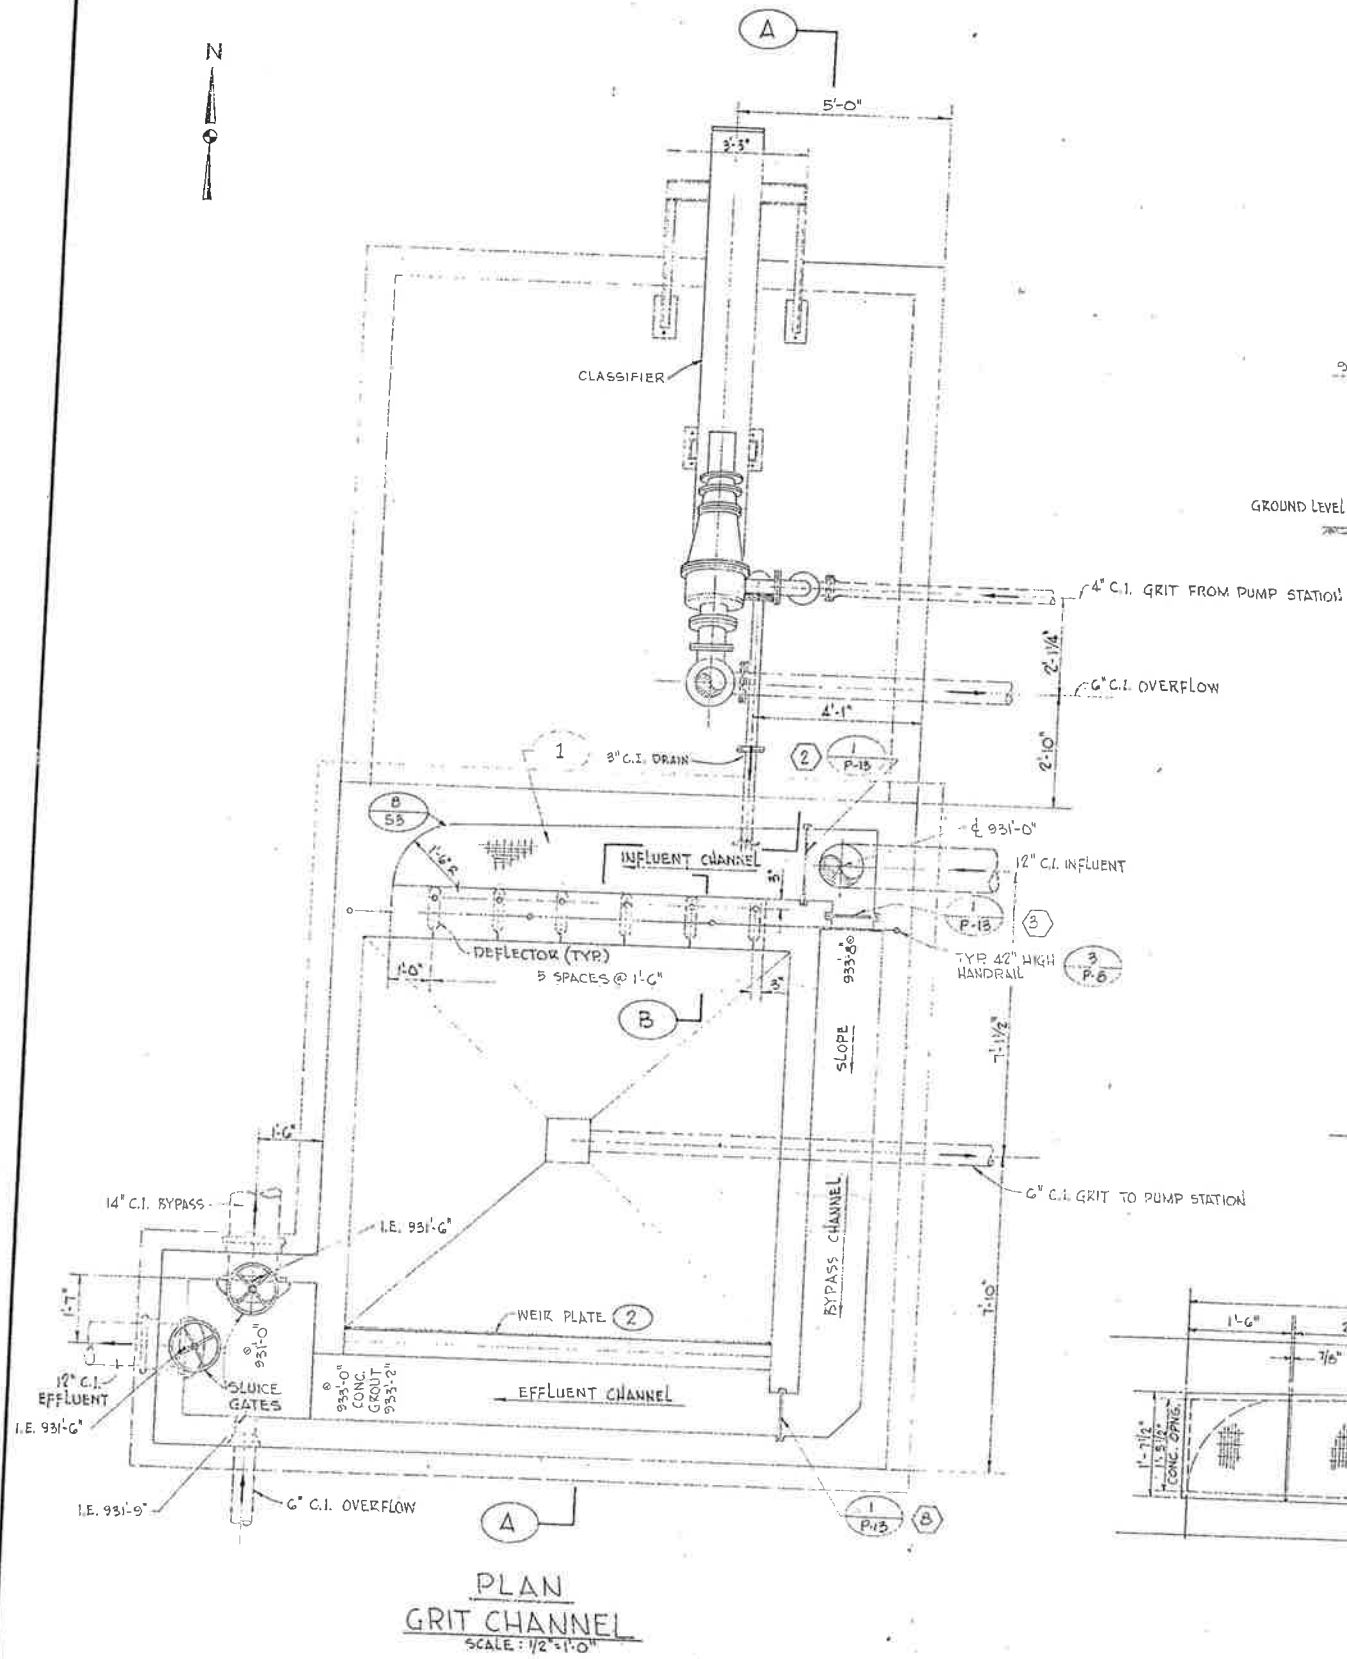 A
N
5'-0"
3'-3"
CLASSIFIER
GROUND LEVEL
4" C.I. GRIT FROM PUMP STATION
2'-1 1/4"
6" C.I. OVERFLOW
4'-1"
2'-10"
1
3" C.I. DRAIN
2
1
P-13
B
S3
1'-6" R
INFLUENT CHANNEL
3"
℄ 931'-0"
12" C.I. INFLUENT
1
P-13
3
DEFLECTOR (TYP.)
1'-0"
5 SPACES @ 1'-6"
3"
933'-8"
TYP. 42" HIGH
HANDRAIL
3
P-8
B
SLOPE
7'-1 1/2"
1'-6"
14" C.I. BYPASS
I.E. 931'-6"
6" C.I. GRIT TO PUMP STATION
BYPASS CHANNEL
1'-7"
7'-10"
WEIR PLATE 2
931'-0"
12" C.I.
EFFLUENT
SLUICE
GATES
933'-0"
CONC.
GROUT
933'-2"
EFFLUENT CHANNEL
I.E. 931'-6"
I.E. 931'-9"
6" C.I. OVERFLOW
A
1
P-13
8
1'-6"
2
7/8"
1'-7 1/2"
1'-5 1/2"
CONC. OPNG.
PLAN
GRIT CHANNEL
SCALE: 1/2"=1'-0"